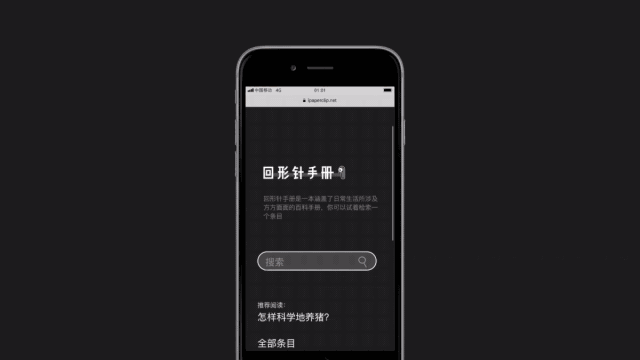 中国移动 4G 01:01
ipaperclip.net
回形针手册
回形针手册是一本涵盖了日常生活所涉及
方方面面的百科手册，你可以试着检索一
个条目
搜索
推荐阅读：
怎样科学地养猪?
全部条目